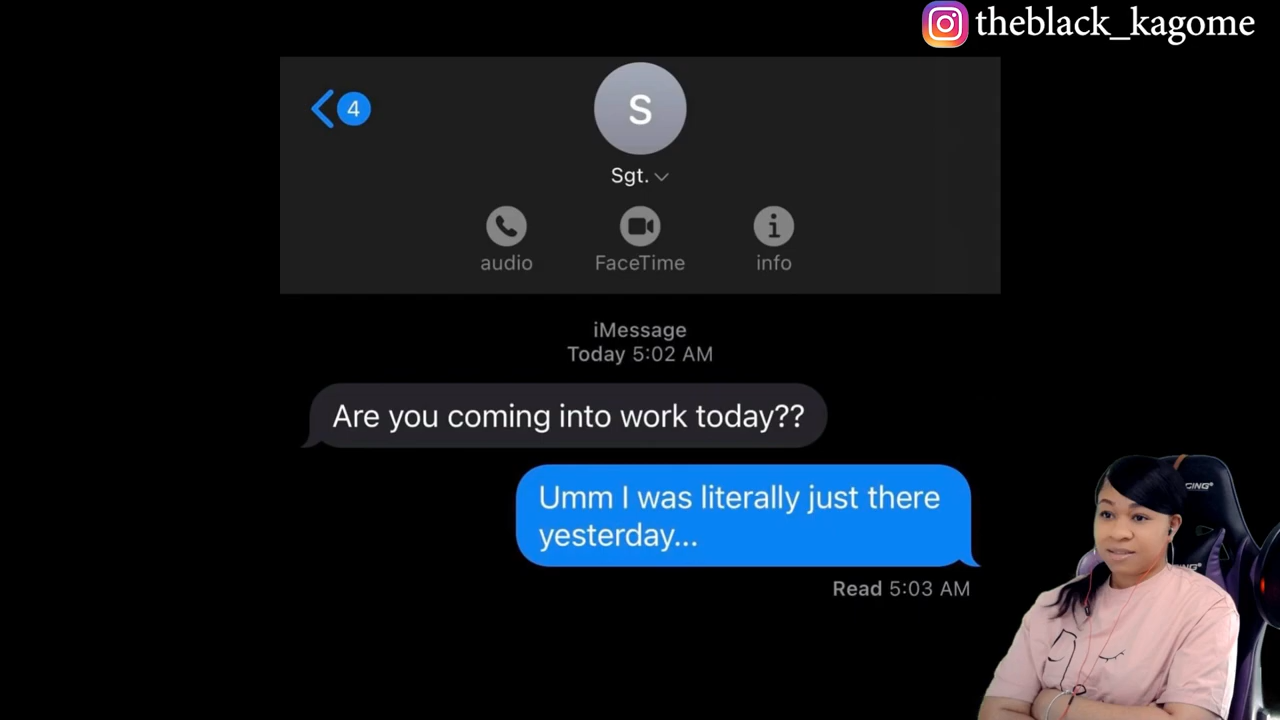 theblack_kagome
4
S
Sgt.
audio
FaceTime
info
iMessage
Today 5:02 AM
Are you coming into work today??
Umm I was literally just there
yesterday...
Read 5:03 AM
CING®